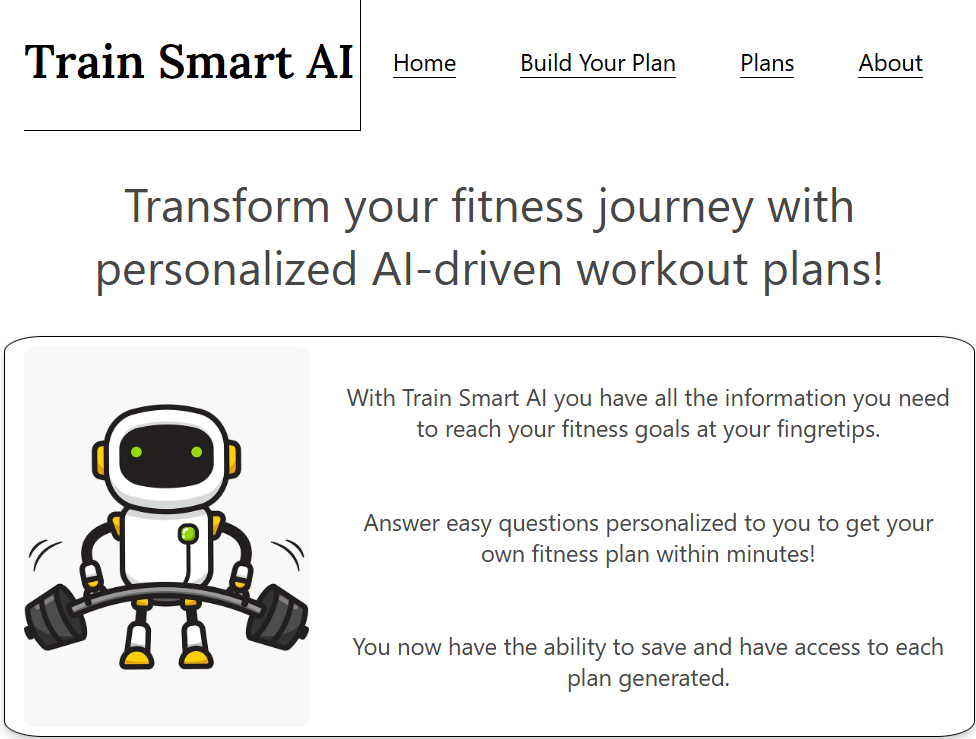 Train Smart AI
Home Build Your Plan Plans About
Transform your fitness journey with
personalized AI-driven workout plans!
With Train Smart AI you have all the information you need
to reach your fitness goals at your fingretips.
Answer easy questions personalized to you to get your
own fitness plan within minutes!
You now have the ability to save and have access to each
plan generated.